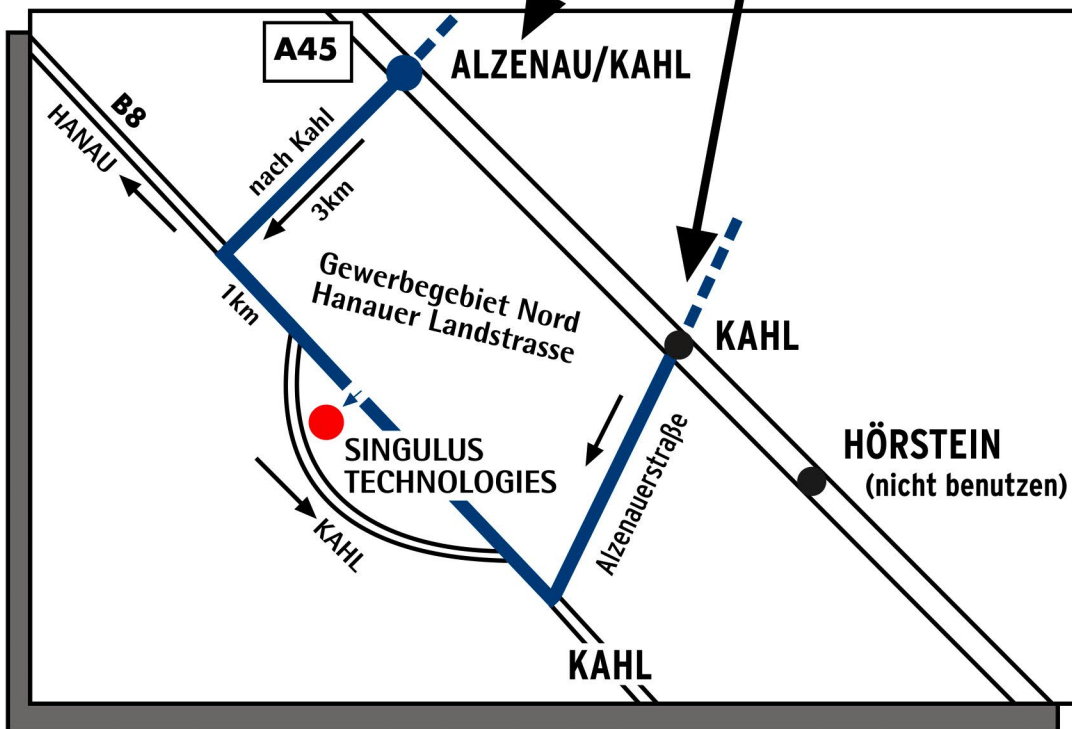 A45
ALZENAU/KAHL
B8
HANAU
nach Kahl
3km
1km
Gewerbegebiet Nord
Hanauer Landstrasse
KAHL
HÖRSTEIN
(nicht benutzen)
SINGULUS
TECHNOLOGIES
Alzenauerstraße
KAHL
KAHL